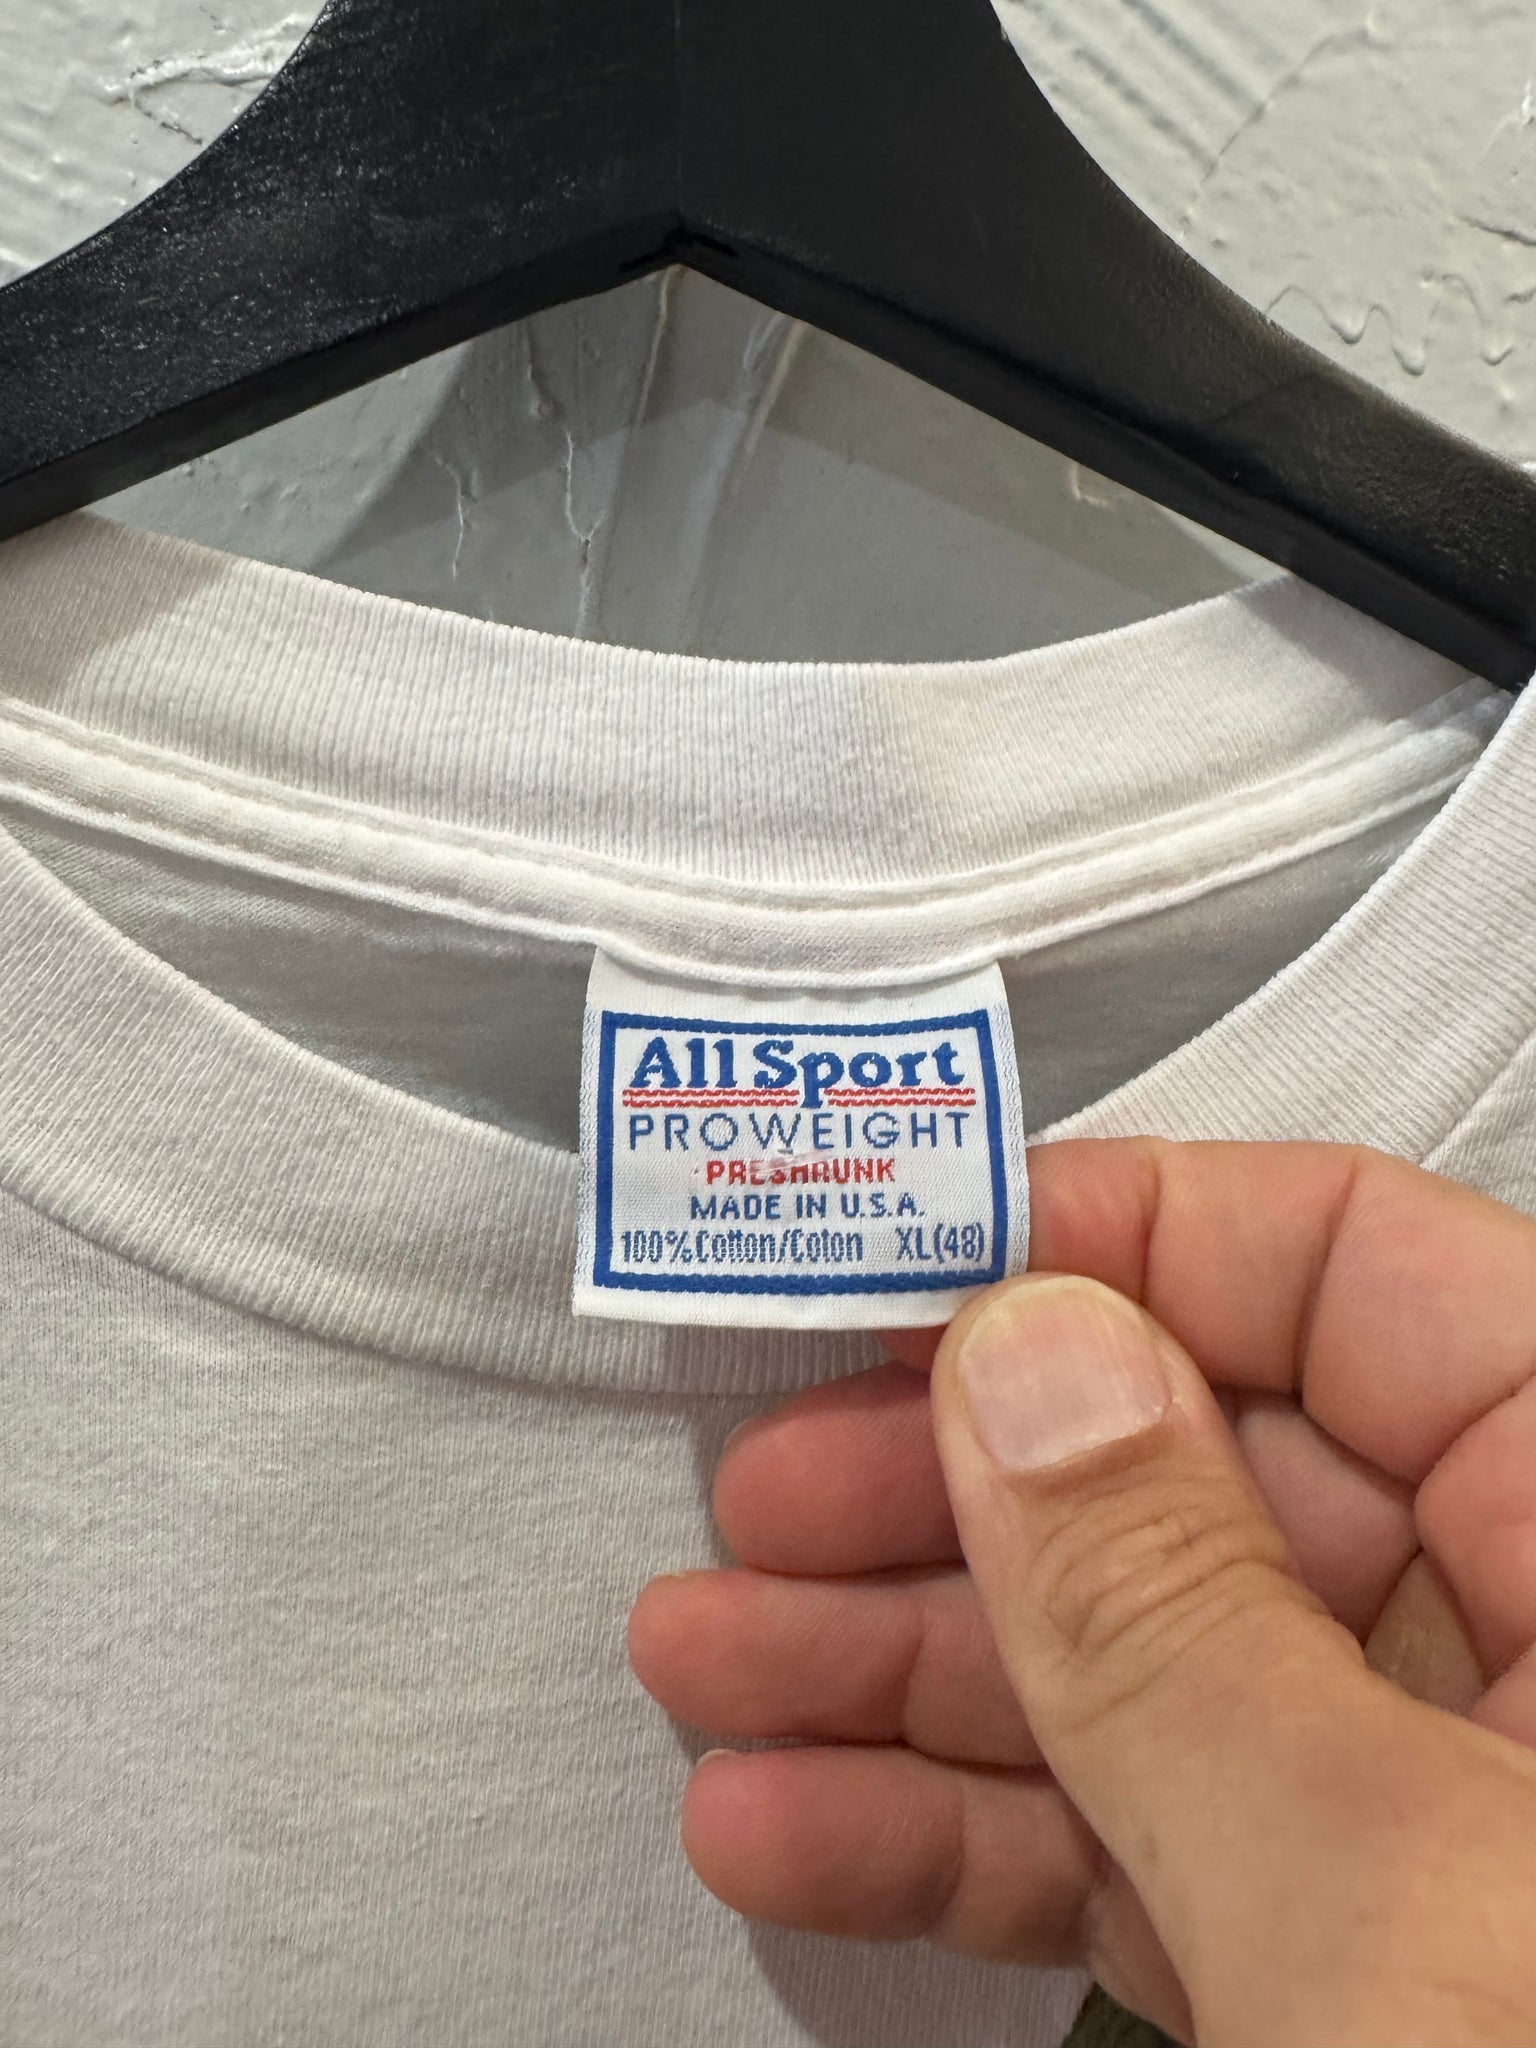 All Sport
PROWEIGHT
PRESHRUNK
MADE IN U.S.A.
100% Cotton/Coton XL(48)